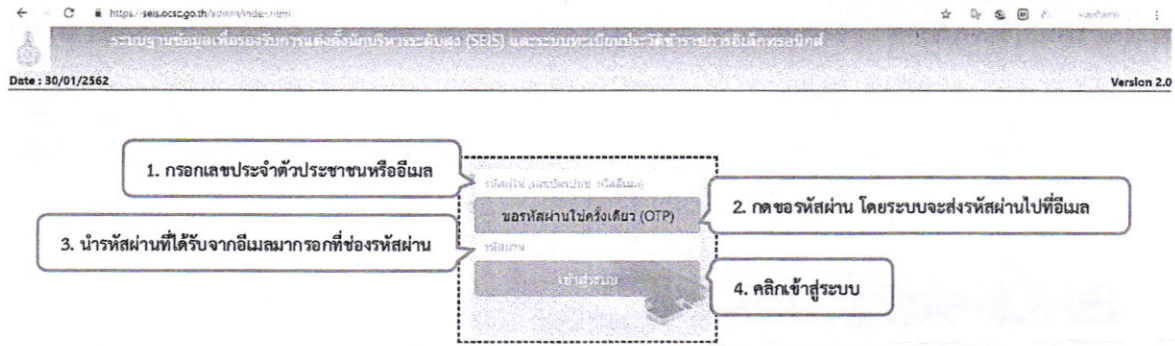 https://seis.ocsc.go.th/
ระบบฐานข้อมูลเพื่อรองรับการแต่งตั้งนักบริหารระดับสูง (SEIS) และระบบทะเบียนประวัติข้าราชการอิเล็กทรอนิกส์
Date : 30/01/2562
Version 2.0
1. กรอกเลขประจำตัวประชาชนหรืออีเมล
ขอรหัสผ่านใช้ครั้งเดียว (OTP)
2. กดขอรหัสผ่าน โดยระบบจะส่งรหัสผ่านไปที่อีเมล
3. นำรหัสผ่านที่ได้รับจากอีเมลมากรอกที่ช่องรหัสผ่าน
รหัสผ่าน
เข้าสู่ระบบ
4. คลิกเข้าสู่ระบบ